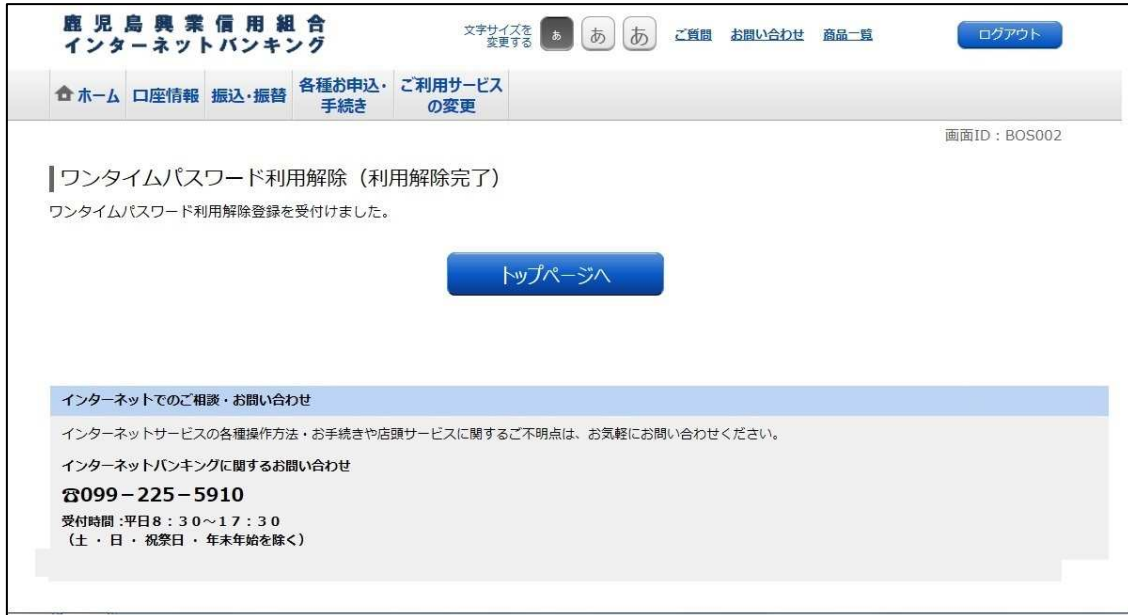 鹿児島興業信用組合
インターネットバンキング
文字サイズを
変更する
あ あ あ
ご質問 お問い合わせ 商品一覧
ログアウト
ホーム 口座情報 振込・振替
各種お申込・
手続き
ご利用サービス
の変更
画面ID：BOS002
ワンタイムパスワード利用解除（利用解除完了）
ワンタイムパスワード利用解除登録を受付けました。
トップページへ
インターネットでのご相談・お問い合わせ
インターネットサービスの各種操作方法・お手続きや店頭サービスに関するご不明点は、お気軽にお問い合わせください。
インターネットバンキングに関するお問い合わせ
☎099－225－5910
受付時間：平日８：３０～１７：３０
（土 ・ 日 ・ 祝祭日 ・ 年末年始を除く）